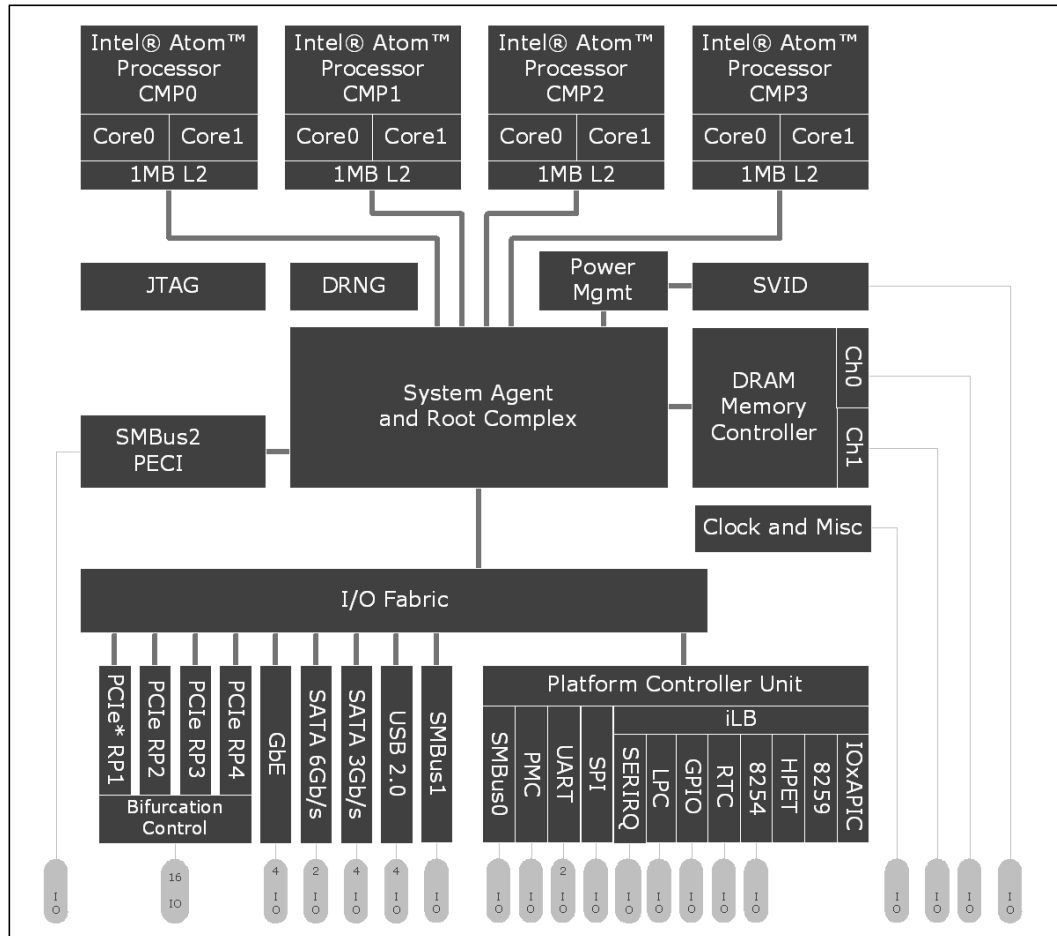 Intel® Atom™
Processor
CMP0
Core0
Core1
1MB L2
Intel® Atom™
Processor
CMP1
Core0
Core1
1MB L2
Intel® Atom™
Processor
CMP2
Core0
Core1
1MB L2
Intel® Atom™
Processor
CMP3
Core0
Core1
1MB L2
JTAG
DRNG
Power
Mgmt
SVID
System Agent
and Root Complex
DRAM
Memory
Controller
Ch0
Ch1
SMBus2
PECI
Clock and Misc
I/O Fabric
PCIe* RP1
PCIe RP2
PCIe RP3
PCIe RP4
Bifurcation
Control
GbE
SATA 6Gb/s
SATA 3Gb/s
USB 2.0
SMBus1
Platform Controller Unit
iLB
SMBus0
PMC
UART
SPI
SERIRQ
LPC
GPIO
RTC
8254
HPET
8259
IOxAPIC
IO
16
IO
4
IO
2
IO
4
IO
4
IO
IO
IO
IO
2
IO
IO
IO
IO
IO
IO
IO
IO
IO
IO
IO